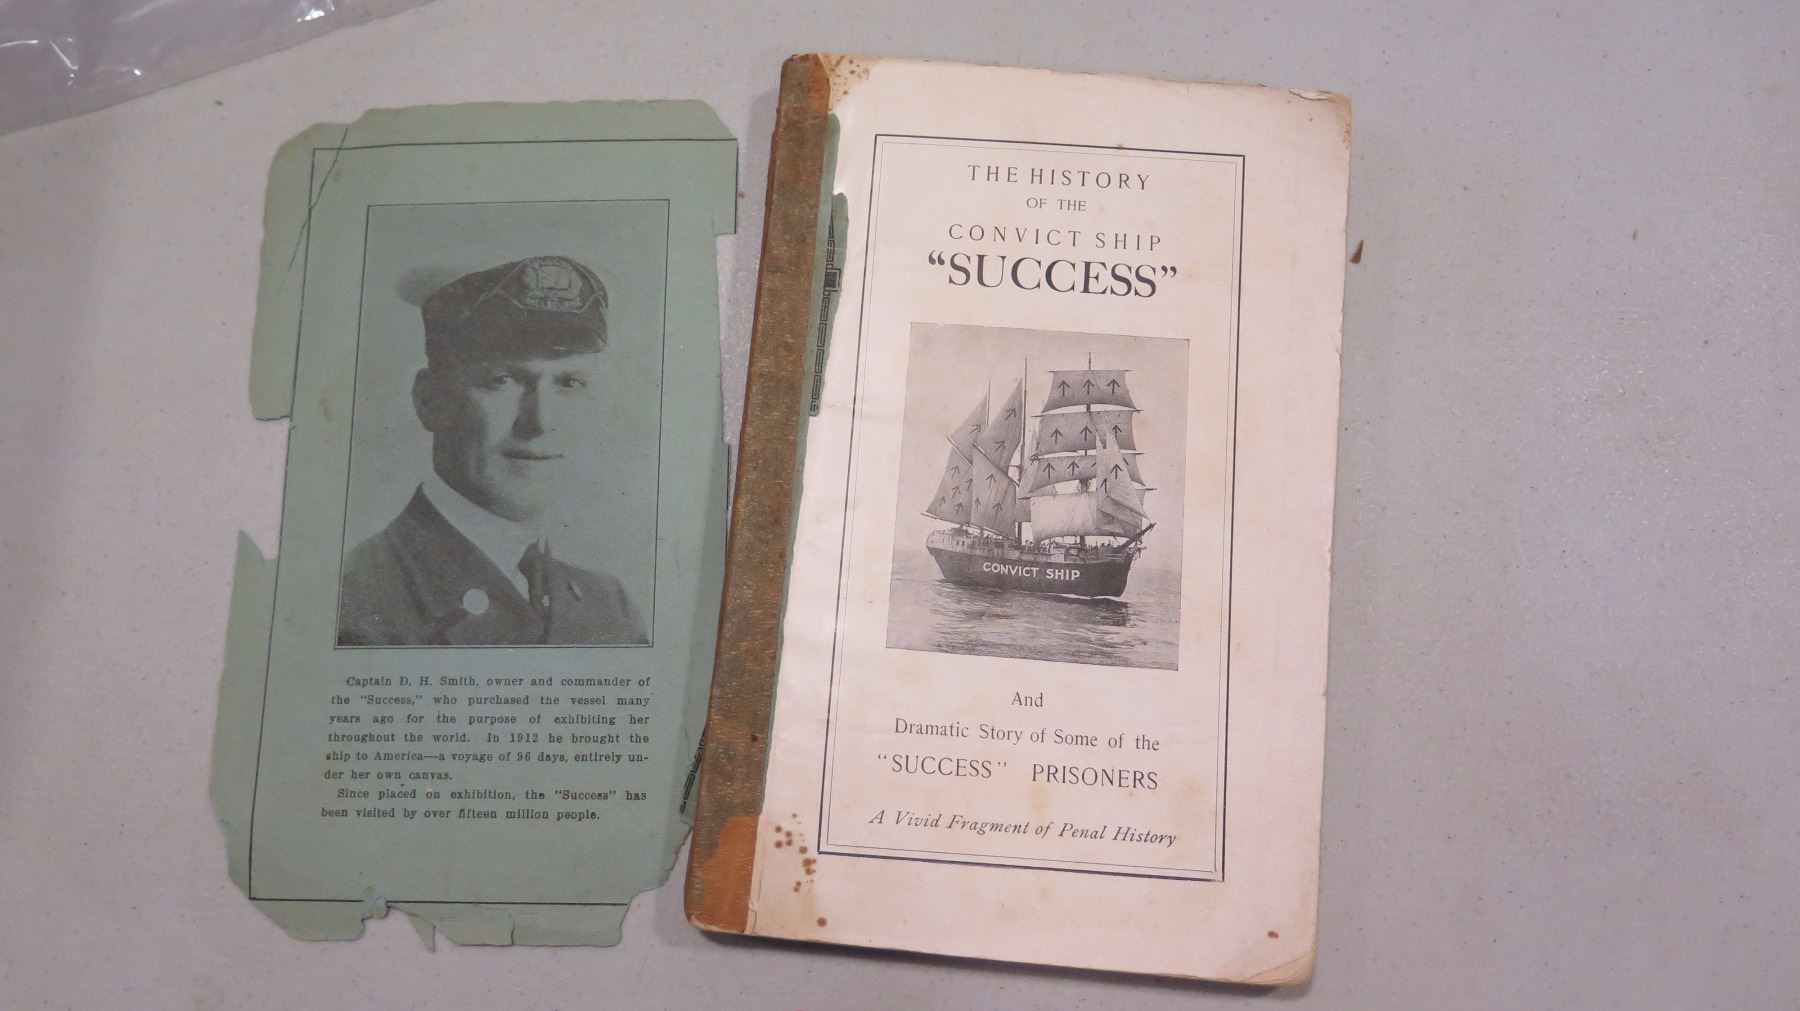 Captain D. H. Smith, owner and commander of
the "Success," who purchased the vessel many
years ago for the purpose of exhibiting her
throughout the world. In 1912 he brought the
ship to America—a voyage of 96 days, entirely un-
der her own canvas.
Since placed on exhibition, the "Success" has
been visited by over fifteen million people.
THE HISTORY
OF THE
CONVICT SHIP
"SUCCESS"
CONVICT SHIP
And
Dramatic Story of Some of the
"SUCCESS" PRISONERS
A Vivid Fragment of Penal History